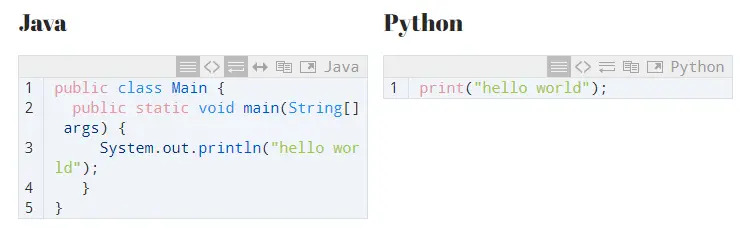 Java
Java
1 public class Main {
2   public static void main(String[]
 args) {
3      System.out.println("hello wor
ld");
4    }
5 }
Python
Python
1 print("hello world");